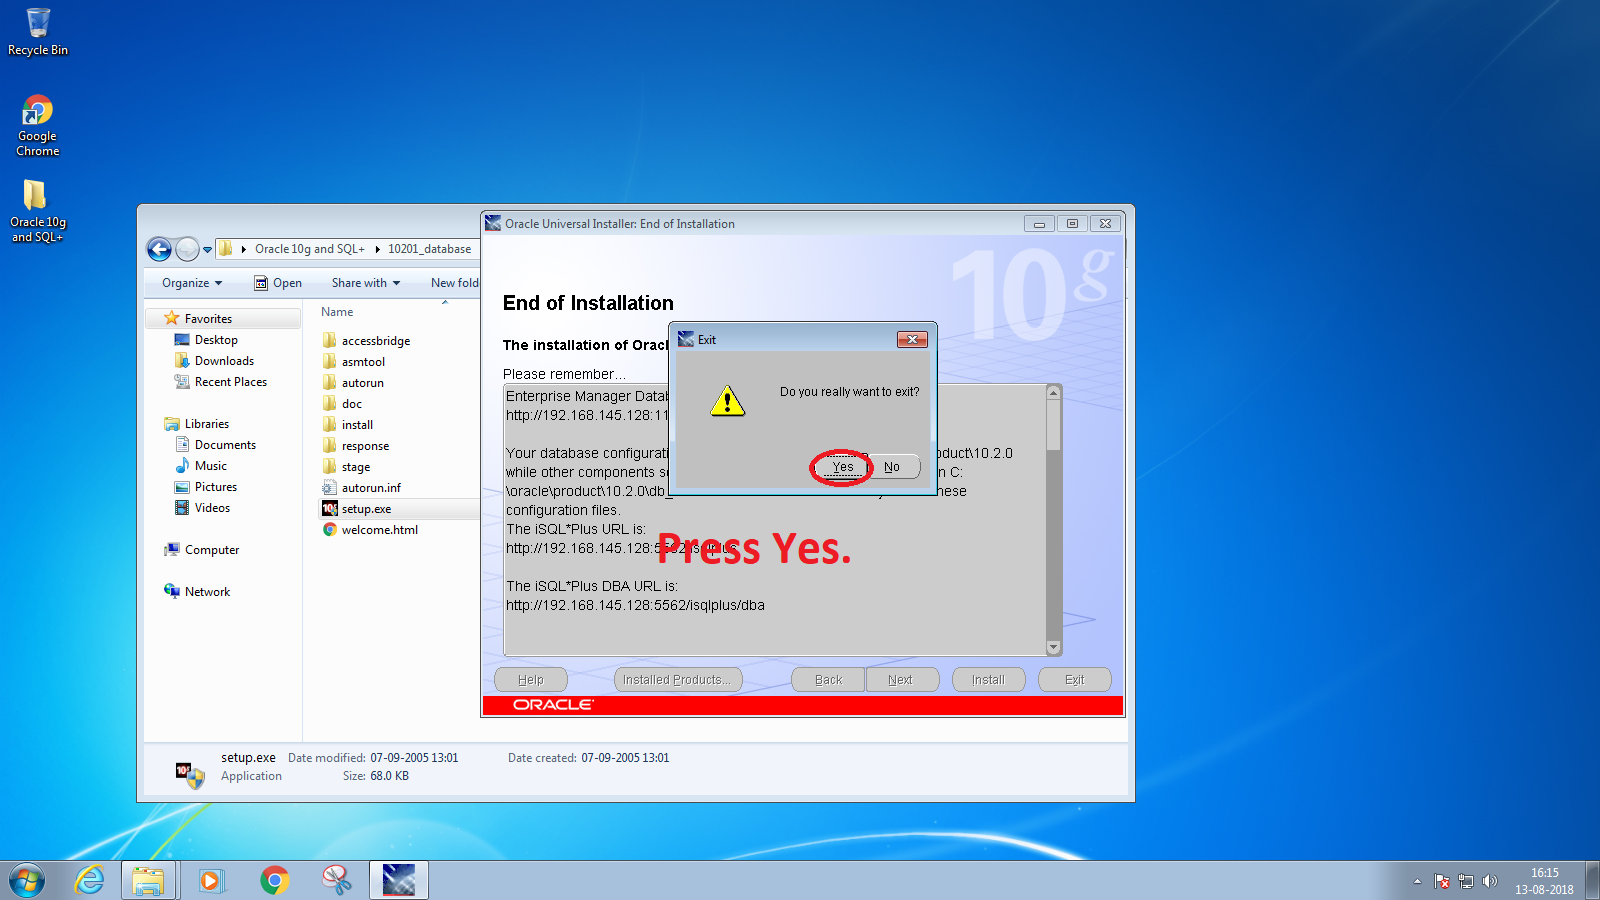 Recycle Bin
Google
Chrome
Oracle 10g
and SQL+
Oracle 10g and SQL+
10201_database
Organize
Open
Share with
New fold
Favorites
Desktop
Downloads
Recent Places
Libraries
Documents
Music
Pictures
Videos
Computer
Network
Name
accessbridge
asmtool
autorun
doc
install
response
stage
autorun.inf
setup.exe
welcome.html
setup.exe Date modified: 07-09-2005 13:01 Date created: 07-09-2005 13:01
Application Size: 68.0 KB
Oracle Universal Installer: End of Installation
10g
End of Installation
The installation of Orac
Please remember...
Enterprise Manager Datab
http://192.168.145.128:11
Your database configurati oduct\10.2.0
while other components s n C:
\oracle\product\10.2.0\db_ nese
configuration files.
The iSQL*Plus URL is:
http://192.168.145.128:5562/isqlplus
The iSQL*Plus DBA URL is:
http://192.168.145.128:5562/isqlplus/dba
Exit
Do you really want to exit?
Yes
No
Press Yes.
Help
Installed Products...
Back
Next
Install
Exit
ORACLE
16:15
13-08-2018